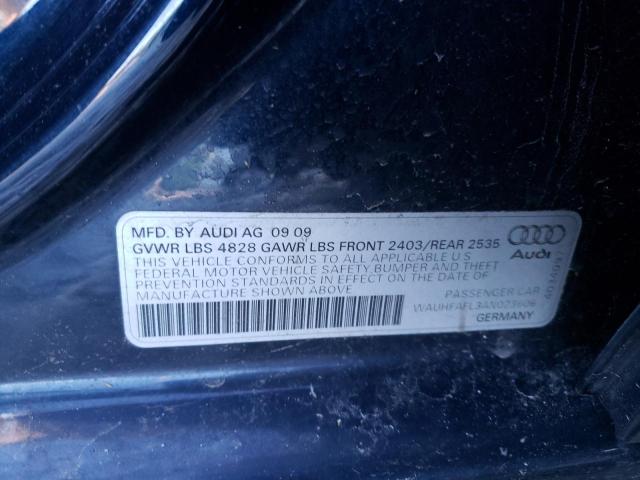 MFD. BY AUDI AG 09 09
GVWR LBS 4828 GAWR LBS FRONT 2403/REAR 2535
THIS VEHICLE CONFORMS TO ALL APPLICABLE U S
FEDERAL MOTOR VEHICLE SAFETY, BUMPER AND THEFT
PREVENTION STANDARDS IN EFFECT ON THE DATE OF
MANUFACTURE SHOWN ABOVE
Audi
PASSENGER CAR
GERMANY